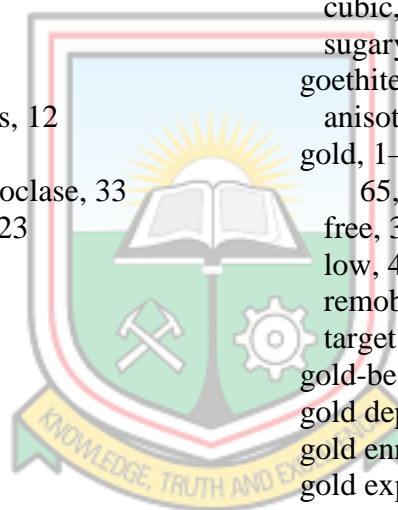 s, 12
oclase, 33
23
cubic,
sugary
goethite
anisot
gold, 1–
65,
free, 3
low, 4
remob
target
gold-be
gold dep
gold enr
gold exp
KNOWLEDGE, TRUTH AND EXCELLENCE